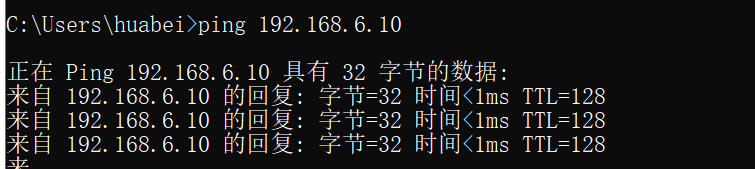 C:\Users\huabei>ping 192.168.6.10
正在 Ping 192.168.6.10 具有 32 字节的数据:
来自 192.168.6.10 的回复: 字节=32 时间<1ms TTL=128
来自 192.168.6.10 的回复: 字节=32 时间<1ms TTL=128
来自 192.168.6.10 的回复: 字节=32 时间<1ms TTL=128